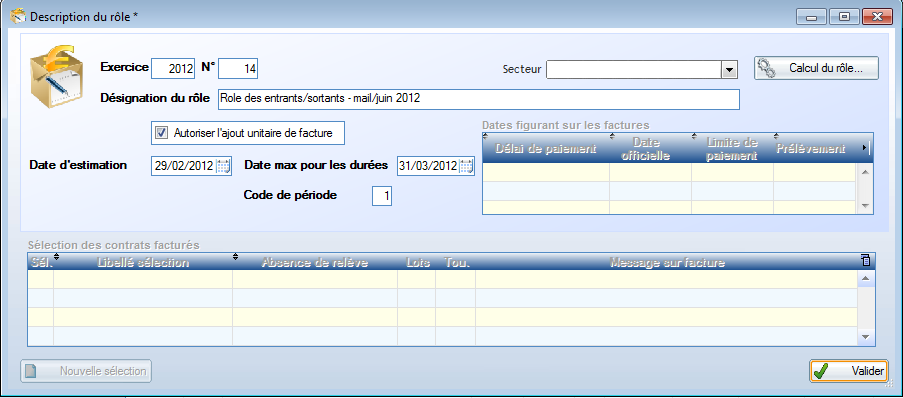 Description du rôle *
Exercice 2012 N° 14 Secteur Calcul du rôle...
Désignation du rôle Role des entrants/sortants - mail/juin 2012
Autoriser l'ajout unitaire de facture
Dates figurant sur les factures
Délai de paiement Date officielle Limite de paiement Prélèvement
Date d'estimation 29/02/2012 Date max pour les durées 31/03/2012
Code de période 1
Sélection des contrats facturés
Sél. Libellé sélection Absence de relève Lots Tou. Message sur facture
Nouvelle sélection Valider